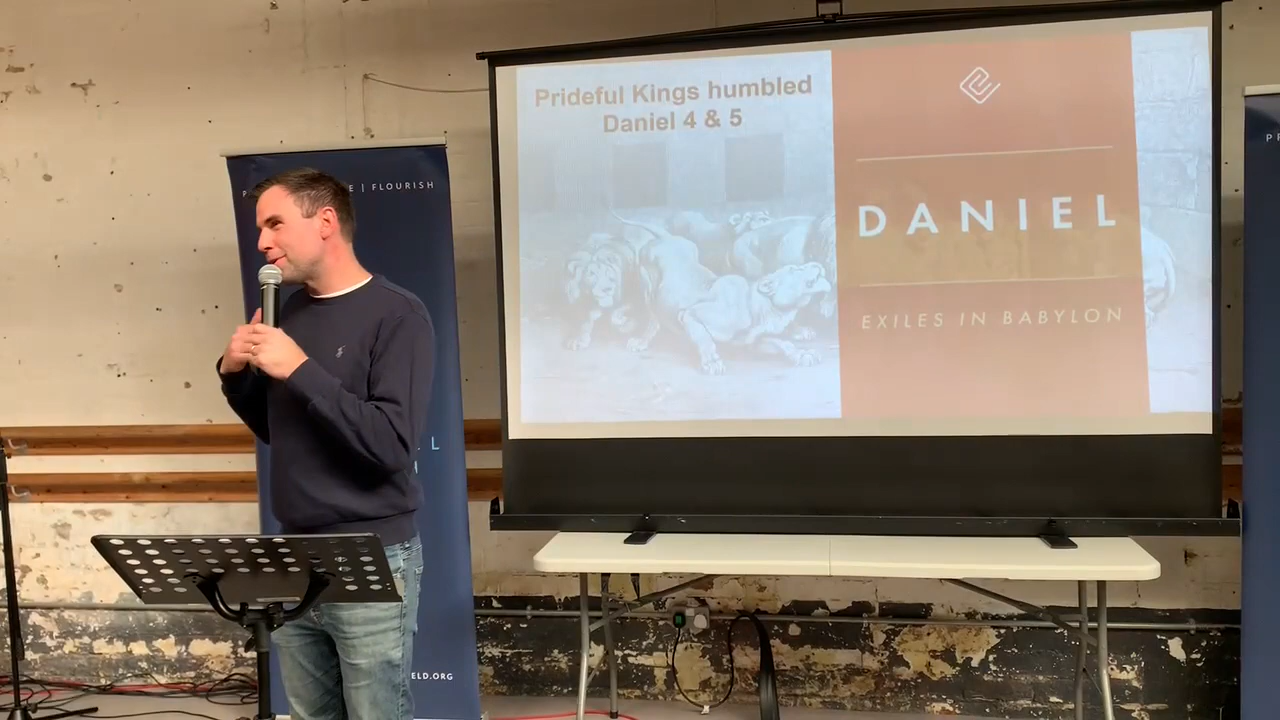 Prideful Kings humbled
Daniel 4 & 5
DANIEL
EXILES IN BABYLON
FLOURISH